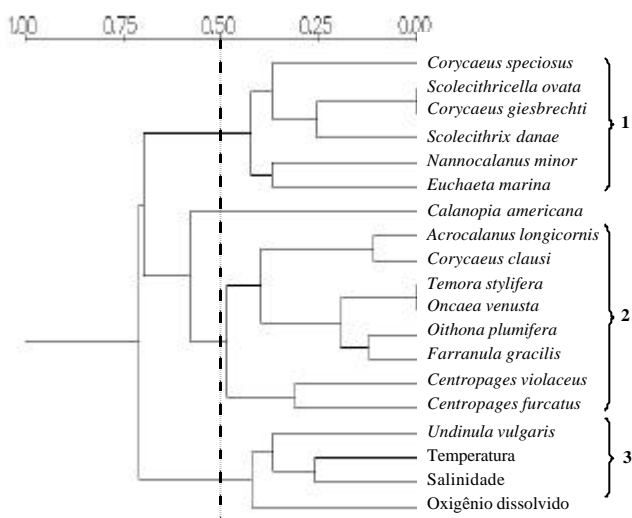 1.00 0.75 0.50 0.25 0.00
Corycaeus speciosus
Scolecithricella ovata
Corycaeus giesbrechti
1
Scolecithrix danae
Nannocalanus minor
Euchaeta marina
Calanopia americana
Acrocalanus longicornis
Corycaeus clausi
Temora stylifera
Oncaea venusta
2
Oithona plumifera
Farranula gracilis
Centropages violaceus
Centropages furcatus
Undinula vulgaris
Temperatura
3
Salinidade
Oxigênio dissolvido